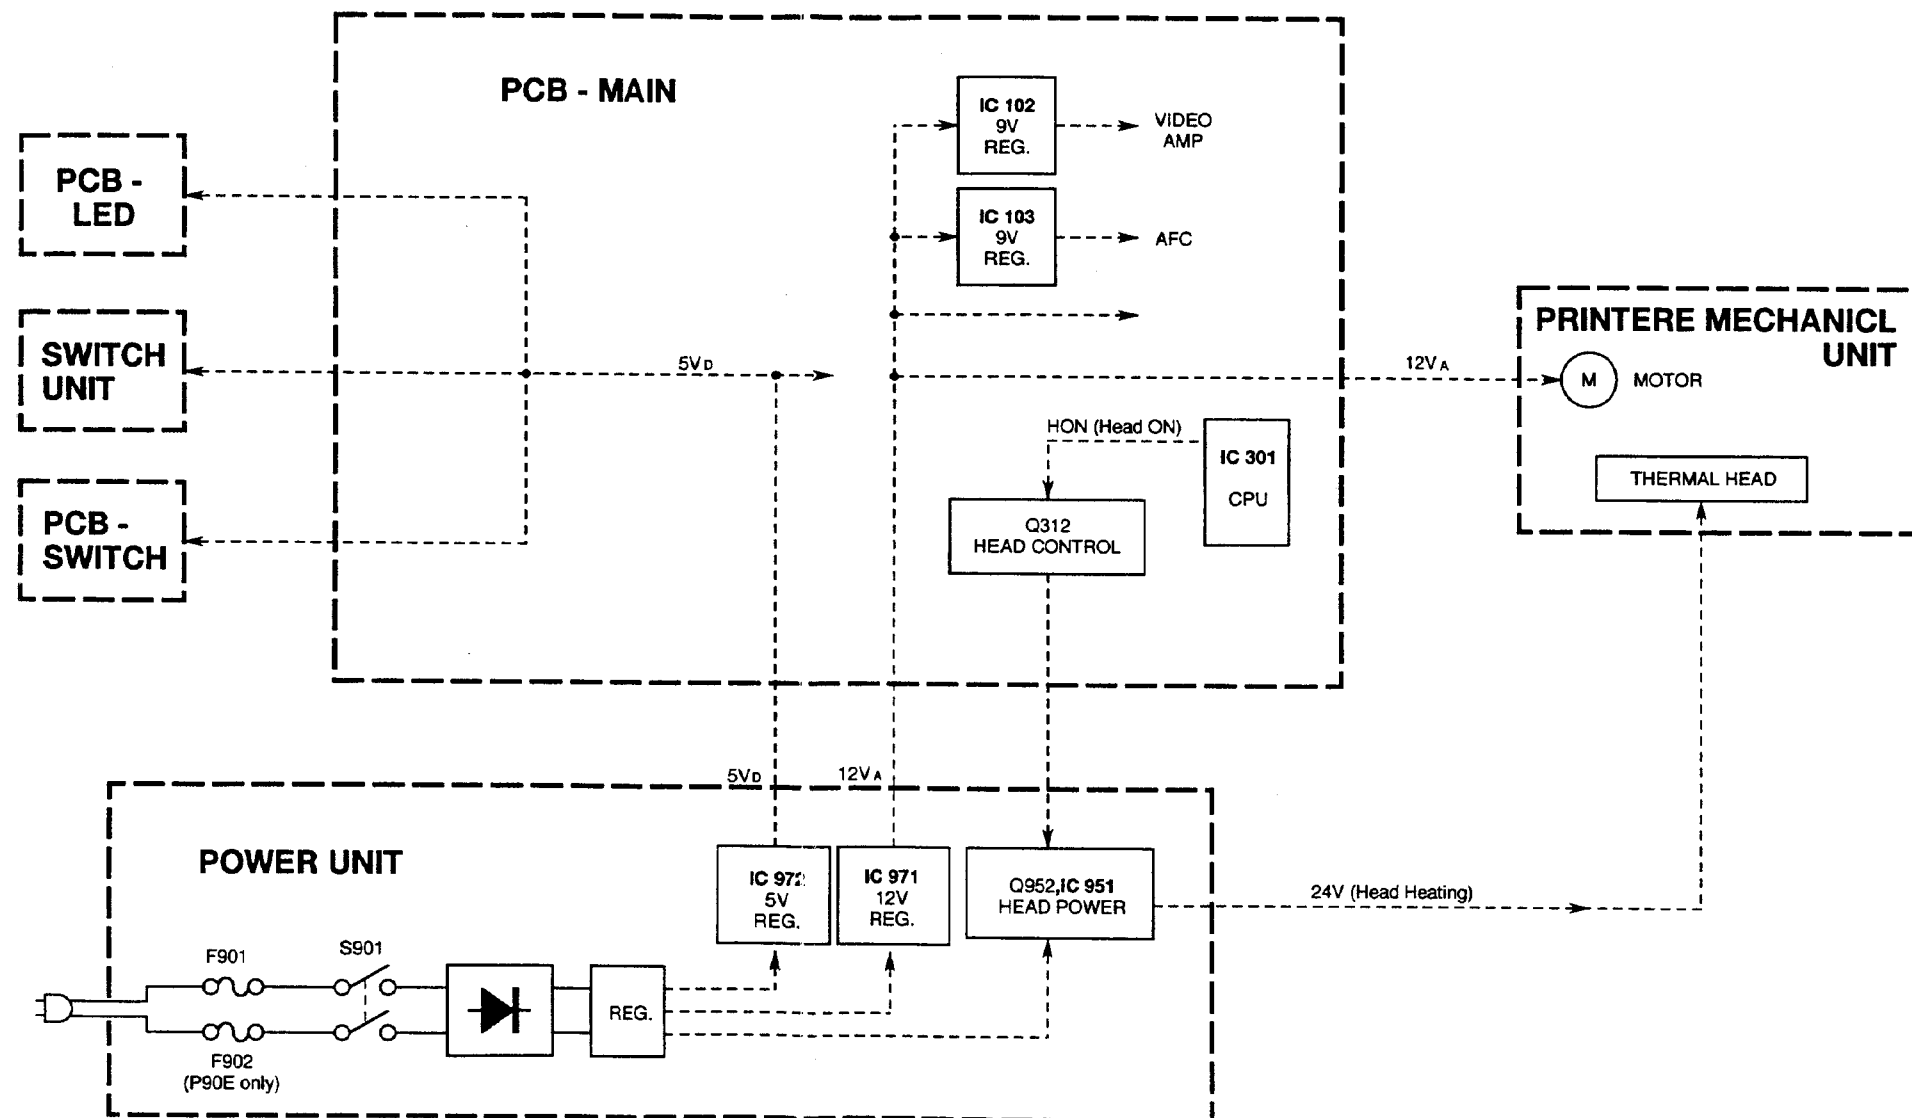 PCB - MAIN
IC 102
9V
REG.
VIDEO
AMP
PCB -
LED
IC 103
9V
REG.
AFC
SWITCH
UNIT
5VD
12VA
PRINTERE MECHANICL
UNIT
M
MOTOR
HON (Head ON)
IC 301
CPU
THERMAL HEAD
PCB -
SWITCH
Q312
HEAD CONTROL
5VD
12VA
POWER UNIT
IC 972
5V
REG.
IC 971
12V
REG.
Q952,IC 951
HEAD POWER
24V (Head Heating)
F901
S901
REG.
F902
(P90E only)